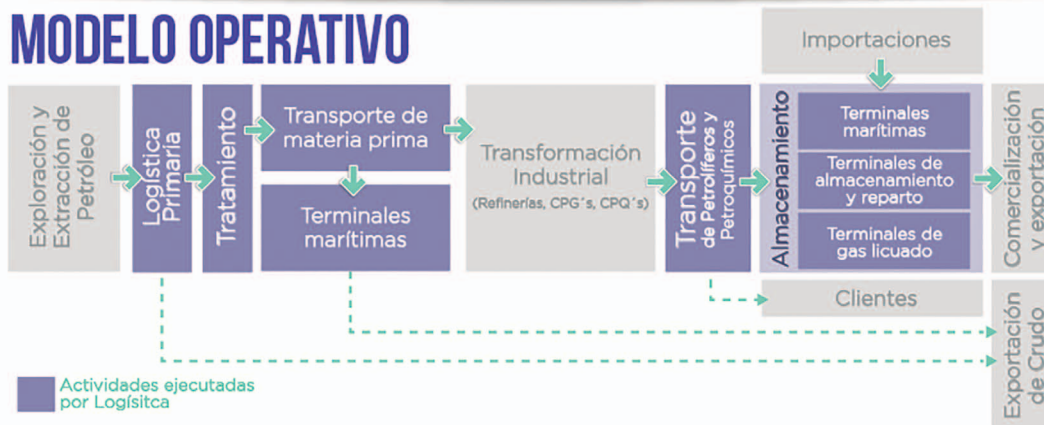 MODELO OPERATIVO
Importaciones
Exploración y
Extracción de
Petróleo
Logística
Primaria
Tratamiento
Transporte de
materia prima
Terminales
marítimas
Transformación
Industrial
(Refinerías, CPG´s, CPQ´s)
Transporte
de Petrolíferos y
Petroquímicos
Almacenamiento
Terminales
marítimas
Terminales de
almacenamiento
y reparto
Terminales de
gas licuado
Comercialización
y exportación
Clientes
Exportación
de Crudo
Actividades ejecutadas
por Logísitca